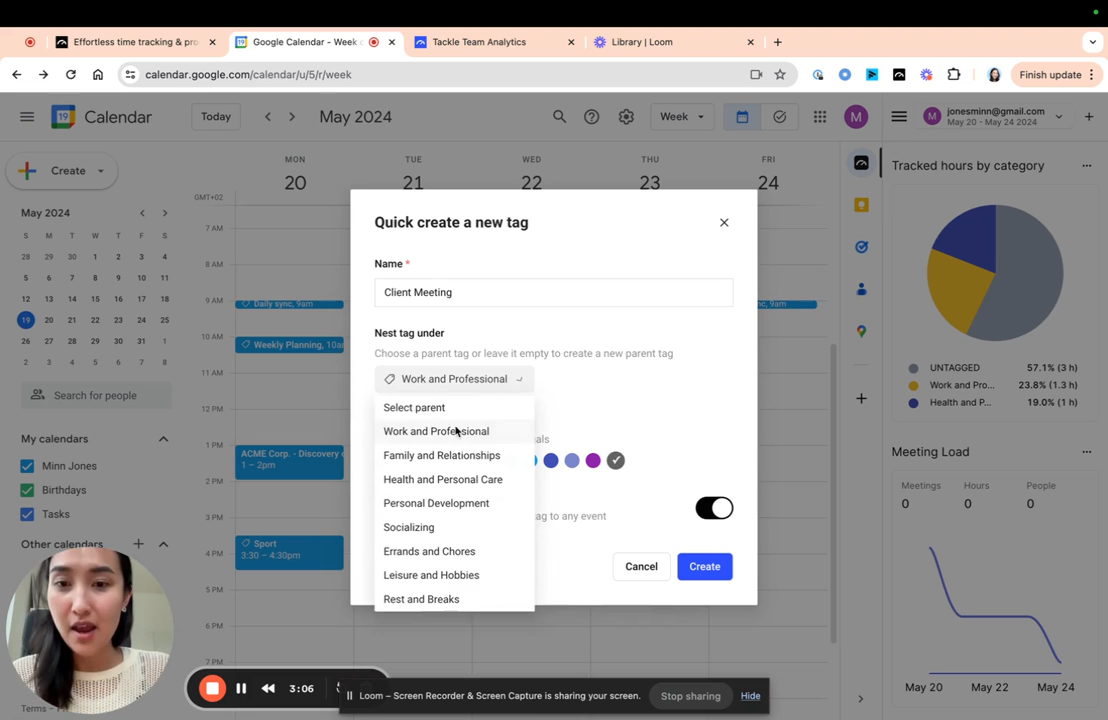 Effortless time tracking & pro
Google Calendar - Week o
Tackle Team Analytics
Library | Loom
calendar.google.com/calendar/u/5/r/week
Finish update
19
Calendar
Today
May 2024
Week
M
M
jonesminn@gmail.com
May 20 - May 24 2024
Create
May 2024
S M T W T F S
28 29 30 1 2 3 4
5 6 7 8 9 10 11
12 13 14 15 16 17 18
19 20 21 22 23 24 25
26 27 28 29 30 31 1
2 3 4 5 6 7 8
Search for people
My calendars
Minn Jones
Birthdays
Tasks
Other calendars
MON TUE WED THU FRI
20 21 22 23 24
GMT+02
7 AM
8 AM
9 AM
10 AM
11 AM
12 PM
1 PM
2 PM
3 PM
4 PM
5 PM
6 PM
7 PM
Daily sync, 9am
Weekly Planning, 10a
ACME Corp. - Discovery
1 – 2pm
Sport
3:30 – 4:30pm
nc, 9am
Quick create a new tag
Name *
Client Meeting
Nest tag under
Choose a parent tag or leave it empty to create a new parent tag
Work and Professional
Select parent
Work and Professional
Family and Relationships
Health and Personal Care
Personal Development
Socializing
Errands and Chores
Leisure and Hobbies
Rest and Breaks
als
ag to any event
Cancel
Create
Tracked hours by category
UNTAGGED 57.1% (3 h)
Work and Pro... 23.8% (1.3 h)
Health and P... 19.0% (1 h)
Meeting Load
Meetings Hours People
0 0 0
May 20 May 22 May 24
3:06
Loom – Screen Recorder & Screen Capture is sharing your screen.
Stop sharing
Hide